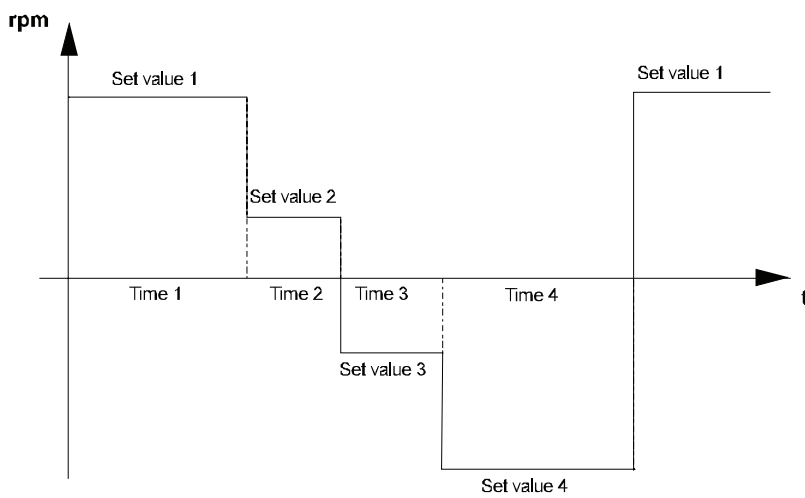 rpm
Set value 1
Set value 1
Set value 2
Time 1
Time 2
Time 3
Time 4
t
Set value 3
Set value 4